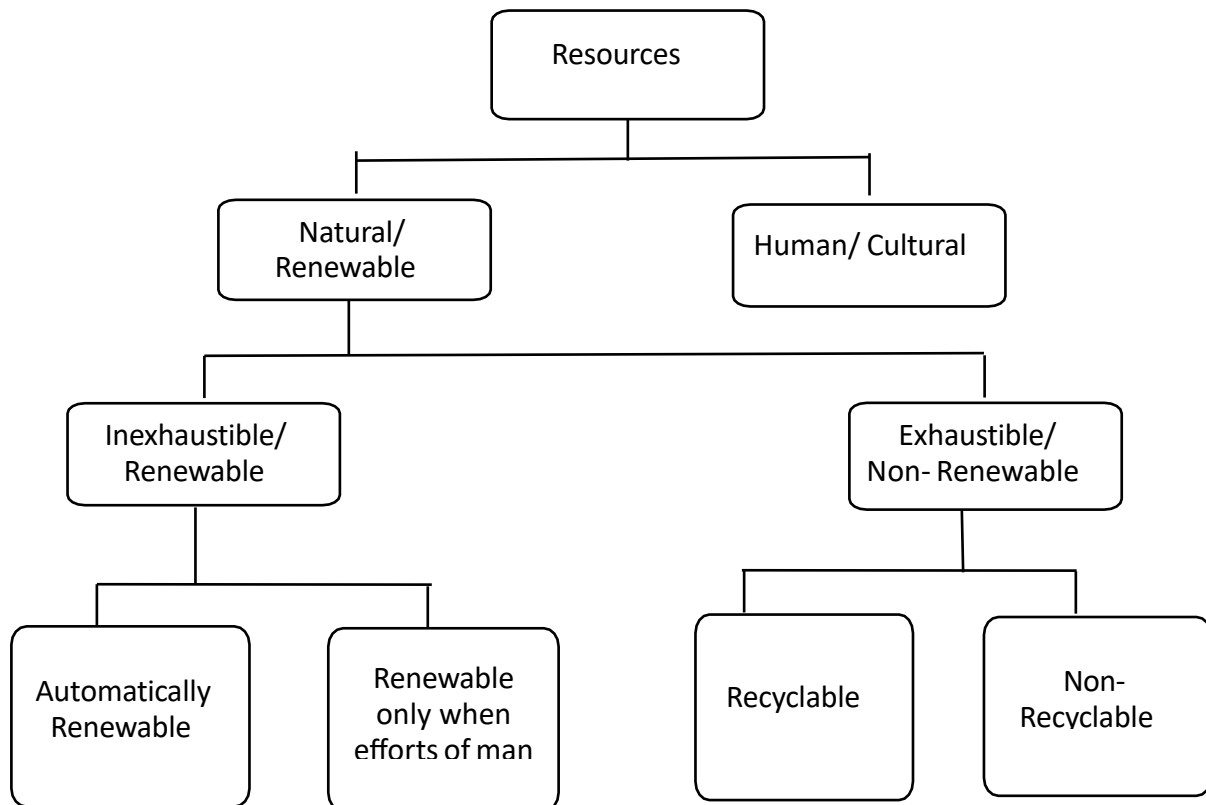 Resources
Natural/
Renewable
Human/ Cultural
Inexhaustible/
Renewable
Exhaustible/
Non- Renewable
Automatically
Renewable
Renewable
only when
efforts of man
Recyclable
Non-
Recyclable